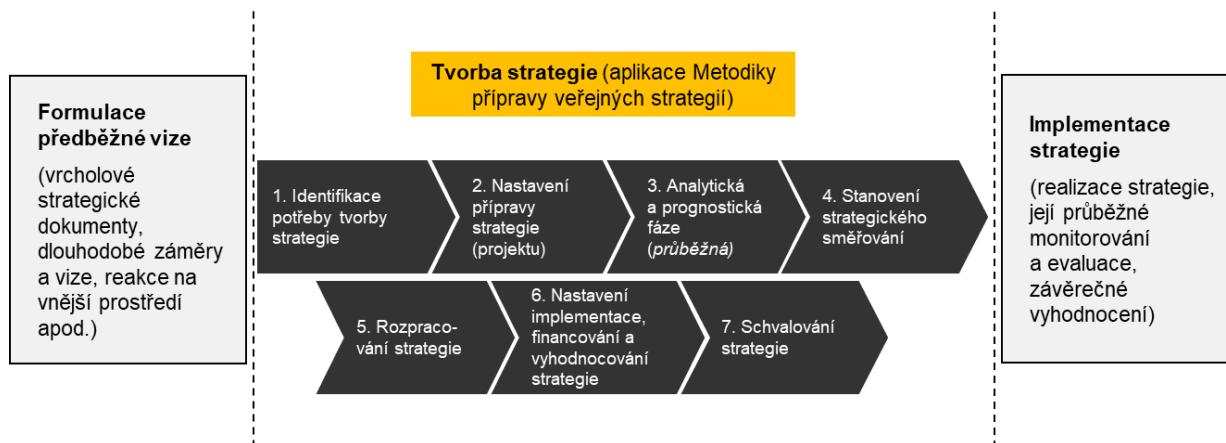 Formulace
předběžné vize
(vrcholové
strategické
dokumenty,
dlouhodobé záměry
a vize, reakce na
vnější prostředí
apod.)
Tvorba strategie (aplikace Metodiky
přípravy veřejných strategií)
1. Identifikace
potřeby tvorby
strategie
2. Nastavení
přípravy
strategie
(projektu)
3. Analytická
a prognostická
fáze
(průběžná)
4. Stanovení
strategického
směřování
5. Rozpraco-
vání strategie
6. Nastavení
implementace,
financování a
vyhodnocování
strategie
7. Schvalování
strategie
Implementace
strategie
(realizace strategie,
její průběžné
monitorování
a evaluace,
závěrečné
vyhodnocení)